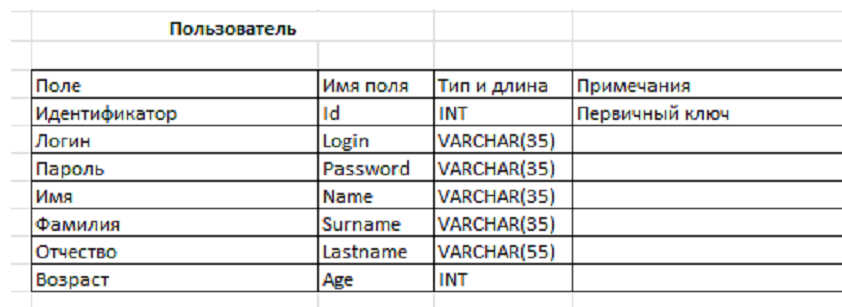 Пользователь
Поле Имя поля Тип и длина Примечания
Идентификатор Id INT Первичный ключ
Логин Login VARCHAR(35)
Пароль Password VARCHAR(35)
Имя Name VARCHAR(35)
Фамилия Surname VARCHAR(35)
Отчество Lastname VARCHAR(55)
Возраст Age INT